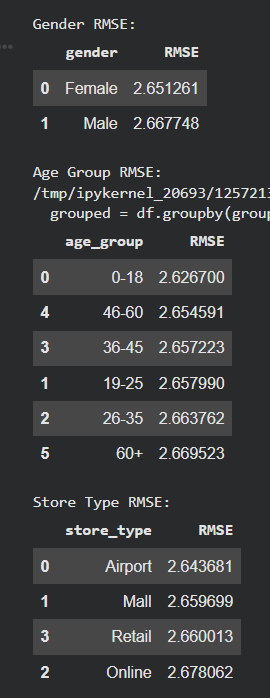 Gender RMSE:
gender RMSE
0 Female 2.651261
1 Male 2.667748
Age Group RMSE:
/tmp/ipykernel_20693/1257213
grouped = df.groupby(group
age_group RMSE
0 0-18 2.626700
4 46-60 2.654591
3 36-45 2.657223
1 19-25 2.657990
2 26-35 2.663762
5 60+ 2.669523
Store Type RMSE:
store_type RMSE
0 Airport 2.643681
1 Mall 2.659699
3 Retail 2.660013
2 Online 2.678062